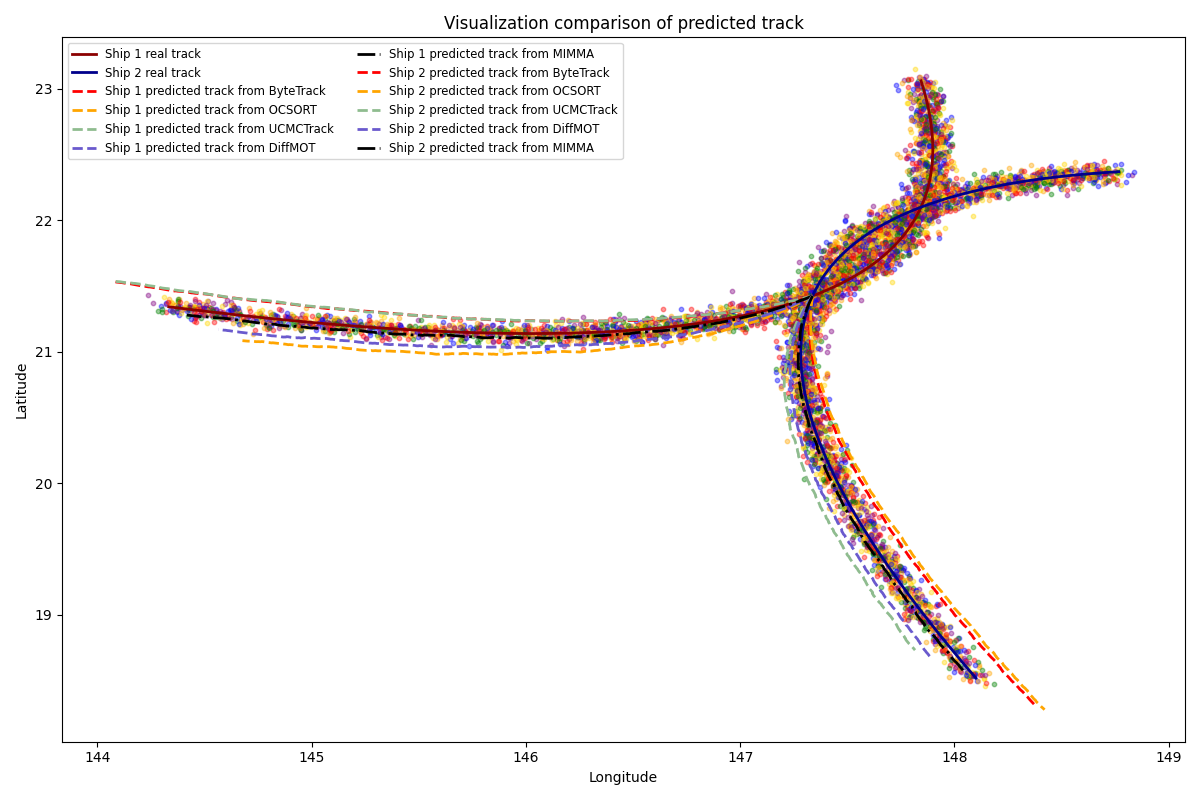 Visualization comparison of predicted track
Ship 1 real track
Ship 2 real track
Ship 1 predicted track from ByteTrack
Ship 1 predicted track from OCSORT
Ship 1 predicted track from UCMCTrack
Ship 1 predicted track from DiffMOT
Ship 1 predicted track from MIMMA
Ship 2 predicted track from ByteTrack
Ship 2 predicted track from OCSORT
Ship 2 predicted track from UCMCTrack
Ship 2 predicted track from DiffMOT
Ship 2 predicted track from MIMMA
Latitude
23
22
21
20
19
144 145 146 147 148 149
Longitude